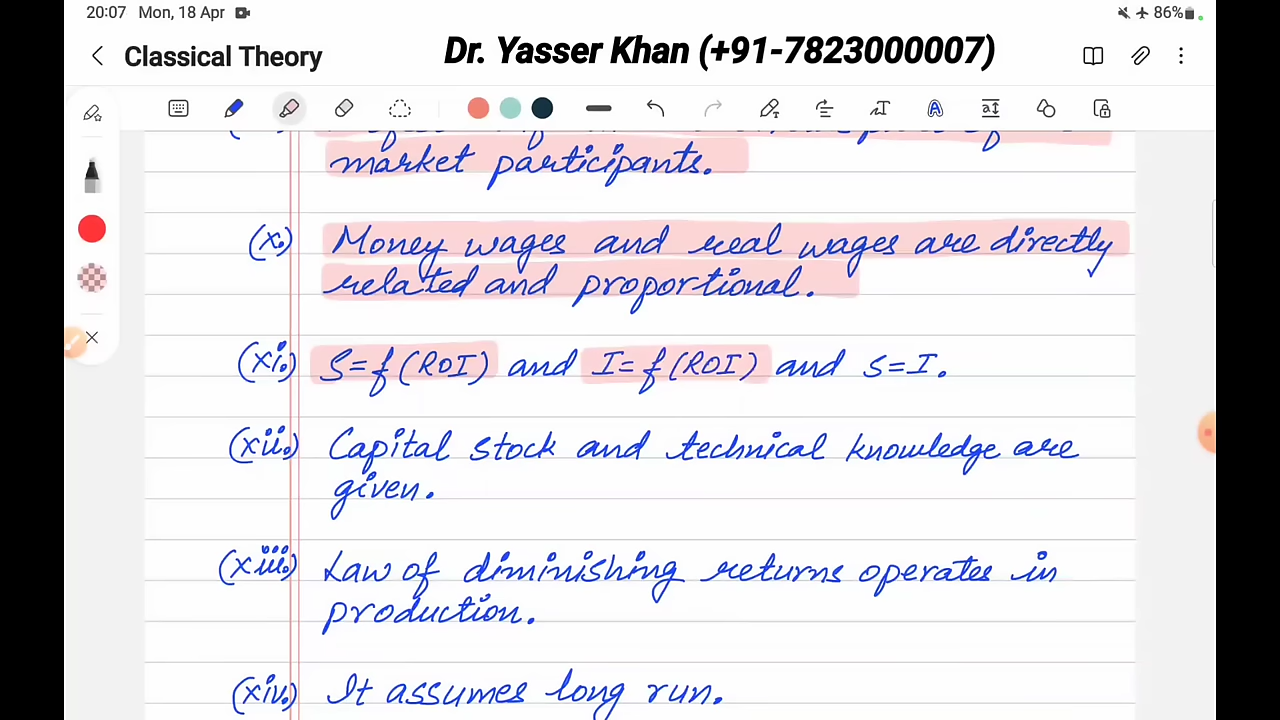 20:07 Mon, 18 Apr
86%
Classical Theory
Dr. Yasser Khan (+91-7823000007)
market participants.
(x.) Money wages and real wages are directly
related and proportional.
(xi.) S=f(ROI) and I=f(ROI) and S=I.
(xii.) Capital stock and technical knowledge are
given.
(xiii.) Law of diminishing returns operates in
production.
(xiv.) It assumes long run.